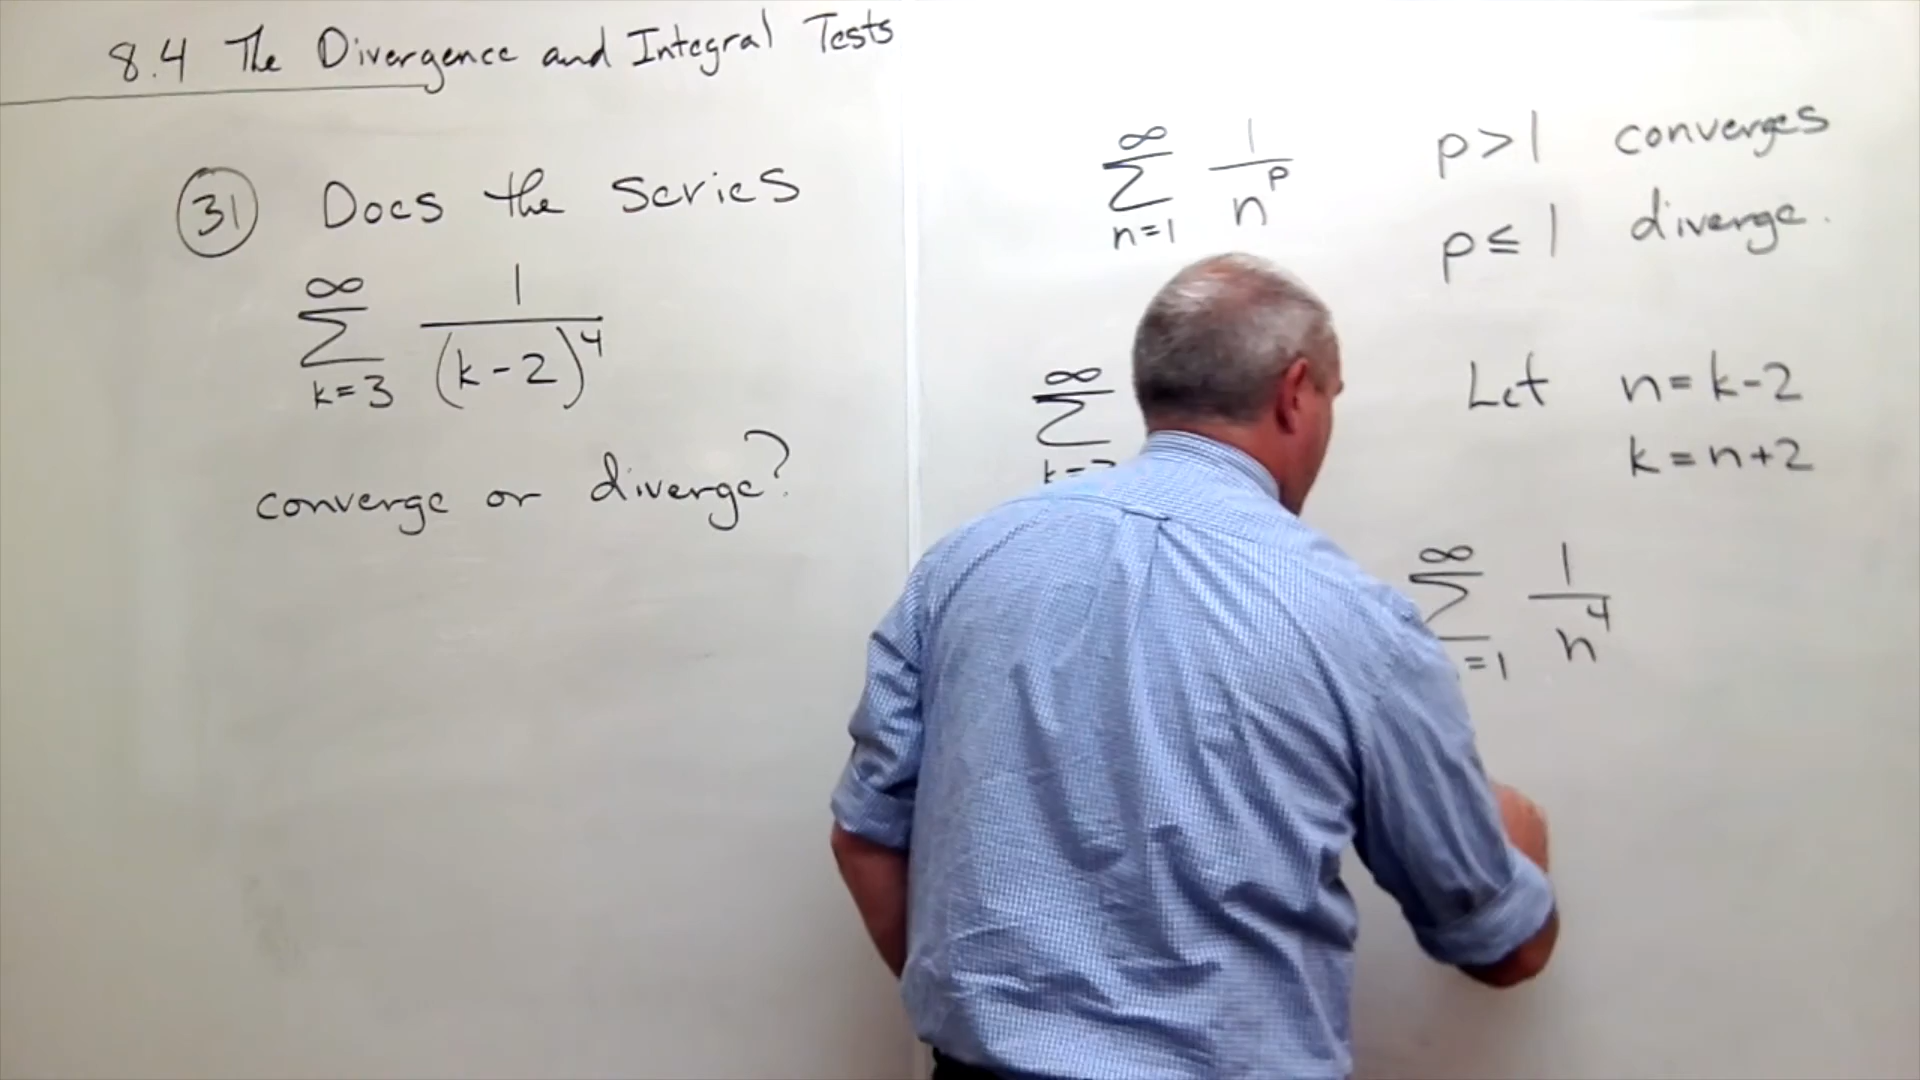 8.4 The Divergence and Integral Tests
31 Does the series
∞
∑ 1/(k-2)^4
k=3
converge or diverge?
∞
∑ 1/n^p
n=1
p>1 converges
p≤1 diverge.
∞
∑
Let n=k-2
k=n+2
∞
∑ 1/n^4
=1